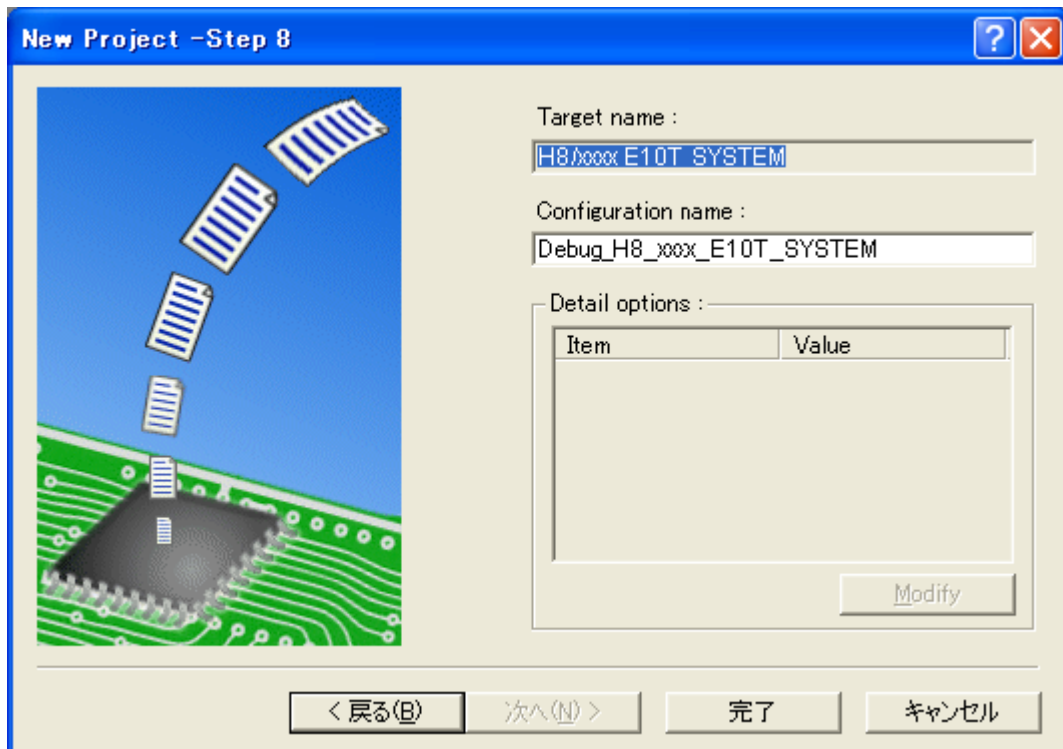 New Project -Step 8
Target name :
H8/xxxx E10T SYSTEM
Configuration name :
Debug_H8_xxxx_E10T_SYSTEM
Detail options :
Item Value
Modify
< 戻る(B) 次へ(N) > 完了 キャンセル